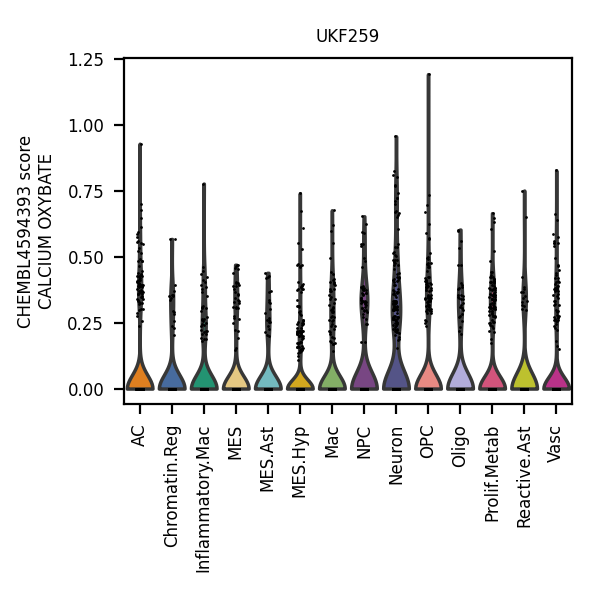 UKF259
CHEMBL4594393 score
CALCIUM OXYBATE
1.25
1.00
0.75
0.50
0.25
0.00
AC
Chromatin.Reg
Inflammatory.Mac
MES
MES.Ast
MES.Hyp
Mac
NPC
Neuron
OPC
Oligo
Prolif.Metab
Reactive.Ast
Vasc